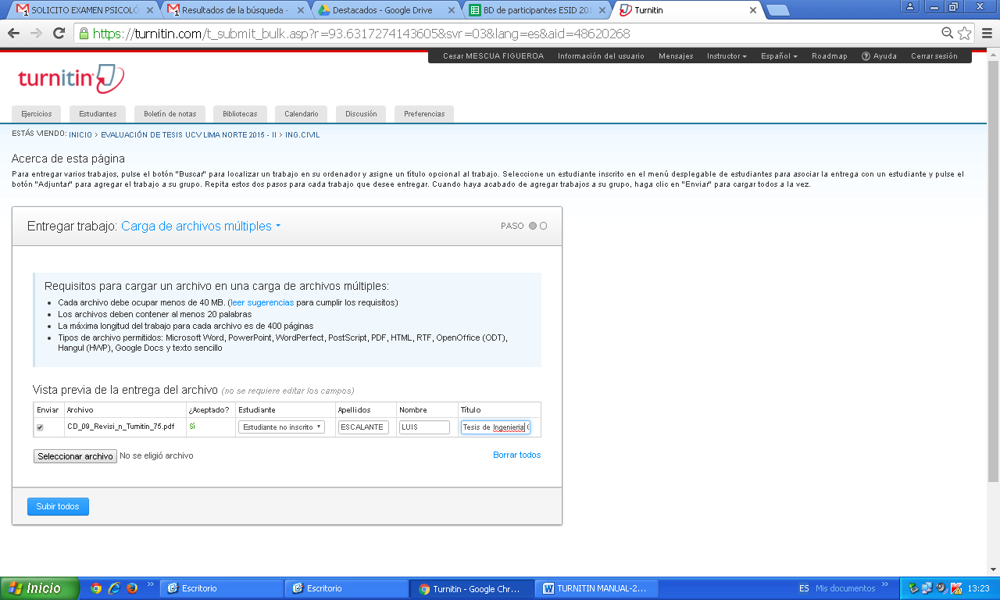 SOLICITO EXAMEN PSICOLÓ
Resultados de la búsqueda -
Destacados - Google Drive
BD de participantes ESID 201
Turnitin
https://turnitin.com/t_submit_bulk.asp?r=93.6317274143605&svr=03&lang=es&aid=48620268
Cesar MESCUA FIGUEROA Información del usuario Mensajes Instructor Español Roadmap Ayuda Cerrar sesión
turnitin
Ejercicios Estudiantes Boletín de notas Bibliotecas Calendario Discusión Preferencias
ESTÁS VIENDO: INICIO > EVALUACIÓN DE TESIS UCV LIMA NORTE 2015 - II > ING.CIVIL
Acerca de esta página
Para entregar varios trabajos, pulse el botón "Buscar" para localizar un trabajo en su ordenador y asigne un título opcional al trabajo. Seleccione un estudiante inscrito en el menú desplegable de estudiantes para asociar la entrega con un estudiante y pulse el
botón "Adjuntar" para agregar el trabajo a su grupo. Repita estos dos pasos para cada trabajo que desee entregar. Cuando haya acabado de agregar trabajos a su grupo, haga clic en "Enviar" para cargar todos a la vez.
Entregar trabajo: Carga de archivos múltiples PASO
Requisitos para cargar un archivo en una carga de archivos múltiples:
Cada archivo debe ocupar menos de 40 MB. (leer sugerencias para cumplir los requisitos)
Los archivos deben contener al menos 20 palabras
La máxima longitud del trabajo para cada archivo es de 400 páginas
Tipos de archivo permitidos: Microsoft Word, PowerPoint, WordPerfect, PostScript, PDF, HTML, RTF, OpenOffice (ODT),
Hangul (HWP), Google Docs y texto sencillo
Vista previa de la entrega del archivo (no se requiere editar los campos)
Enviar Archivo ¿Aceptado? Estudiante Apellidos Nombre Título
CD_09_Revisi_n_Turnitin_75.pdf Sí Estudiante no inscrito ESCALANTE LUIS Tesis de Ingenieria
Seleccionar archivo No se eligió archivo Borrar todos
Subir todos
Inicio Escritorio Escritorio Turnitin - Google Chr... TURNITIN MANUAL-2... ES Mis documentos 13:23